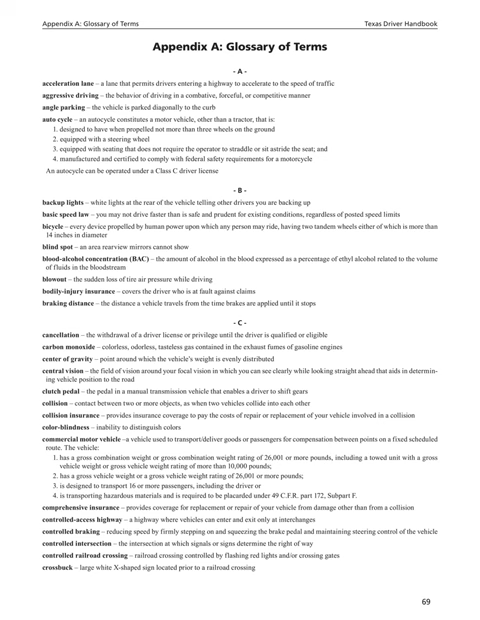 Appendix A: Glossary of Terms
Texas Driver Handbook
Appendix A: Glossary of Terms
- A -
acceleration lane – a lane that permits drivers entering a highway to accelerate to the speed of traffic
aggressive driving – the behavior of driving in a combative, forceful, or competitive manner
angle parking – the vehicle is parked diagonally to the curb
auto cycle – an autocycle constitutes a motor vehicle, other than a tractor, that is:
1. designed to have when propelled not more than three wheels on the ground
2. equipped with a steering wheel
3. equipped with seating that does not require the operator to straddle or sit astride the seat; and
4. manufactured and certified to comply with federal safety requirements for a motorcycle
An autocycle can be operated under a Class C driver license
- B -
backup lights – white lights at the rear of the vehicle telling other drivers you are backing up
basic speed law – you may not drive faster than is safe and prudent for existing conditions, regardless of posted speed limits
bicycle – every device propelled by human power upon which any person may ride, having two tandem wheels either of which is more than
14 inches in diameter
blind spot – an area rearview mirrors cannot show
blood-alcohol concentration (BAC) – the amount of alcohol in the blood expressed as a percentage of ethyl alcohol related to the volume
of fluids in the bloodstream
blowout – the sudden loss of tire air pressure while driving
bodily-injury insurance – covers the driver who is at fault against claims
braking distance – the distance a vehicle travels from the time brakes are applied until it stops
- C -
cancellation – the withdrawal of a driver license or privilege until the driver is qualified or eligible
carbon monoxide – colorless, odorless, tasteless gas contained in the exhaust fumes of gasoline engines
center of gravity – point around which the vehicle's weight is evenly distributed
central vision – the field of vision around your focal vision in which you can see clearly while looking straight ahead that aids in determin-
ing vehicle position to the road
clutch pedal – the pedal in a manual transmission vehicle that enables a driver to shift gears
collision – contact between two or more objects, as when two vehicles collide into each other
collision insurance – provides insurance coverage to pay the costs of repair or replacement of your vehicle involved in a collision
color-blindness – inability to distinguish colors
commercial motor vehicle –a vehicle used to transport/deliver goods or passengers for compensation between points on a fixed scheduled
route. The vehicle:
1. has a gross combination weight or gross combination weight rating of 26,001 or more pounds, including a towed unit with a gross
vehicle weight or gross vehicle weight rating of more than 10,000 pounds;
2. has a gross vehicle weight or a gross vehicle weight rating of 26,001 or more pounds;
3. is designed to transport 16 or more passengers, including the driver or
4. is transporting hazardous materials and is required to be placarded under 49 C.F.R. part 172, Subpart F.
comprehensive insurance – provides coverage for replacement or repair of your vehicle from damage other than from a collision
controlled-access highway – a highway where vehicles can enter and exit only at interchanges
controlled braking – reducing speed by firmly stepping on and squeezing the brake pedal and maintaining steering control of the vehicle
controlled intersection – the intersection at which signals or signs determine the right of way
controlled railroad crossing – railroad crossing controlled by flashing red lights and/or crossing gates
crossbuck – large white X-shaped sign located prior to a railroad crossing
69